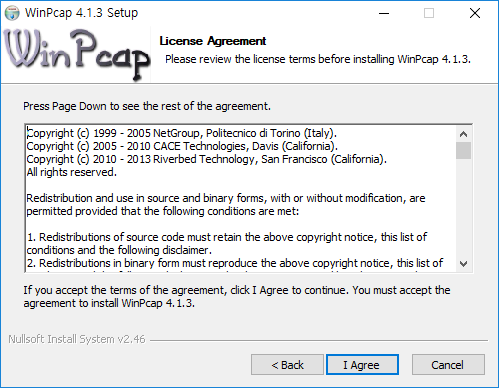 WinPcap 4.1.3 Setup
WinPcap
License Agreement
Please review the license terms before installing WinPcap 4.1.3.
Press Page Down to see the rest of the agreement.
Copyright (c) 1999 - 2005 NetGroup, Politecnico di Torino (Italy).
Copyright (c) 2005 - 2010 CACE Technologies, Davis (California).
Copyright (c) 2010 - 2013 Riverbed Technology, San Francisco (California).
All rights reserved.
Redistribution and use in source and binary forms, with or without modification, are
permitted provided that the following conditions are met:
1. Redistributions of source code must retain the above copyright notice, this list of
conditions and the following disclaimer.
2. Redistributions in binary form must reproduce the above copyright notice, this list of
If you accept the terms of the agreement, click I Agree to continue. You must accept the
agreement to install WinPcap 4.1.3.
Nullsoft Install System v2.46
< Back
I Agree
Cancel